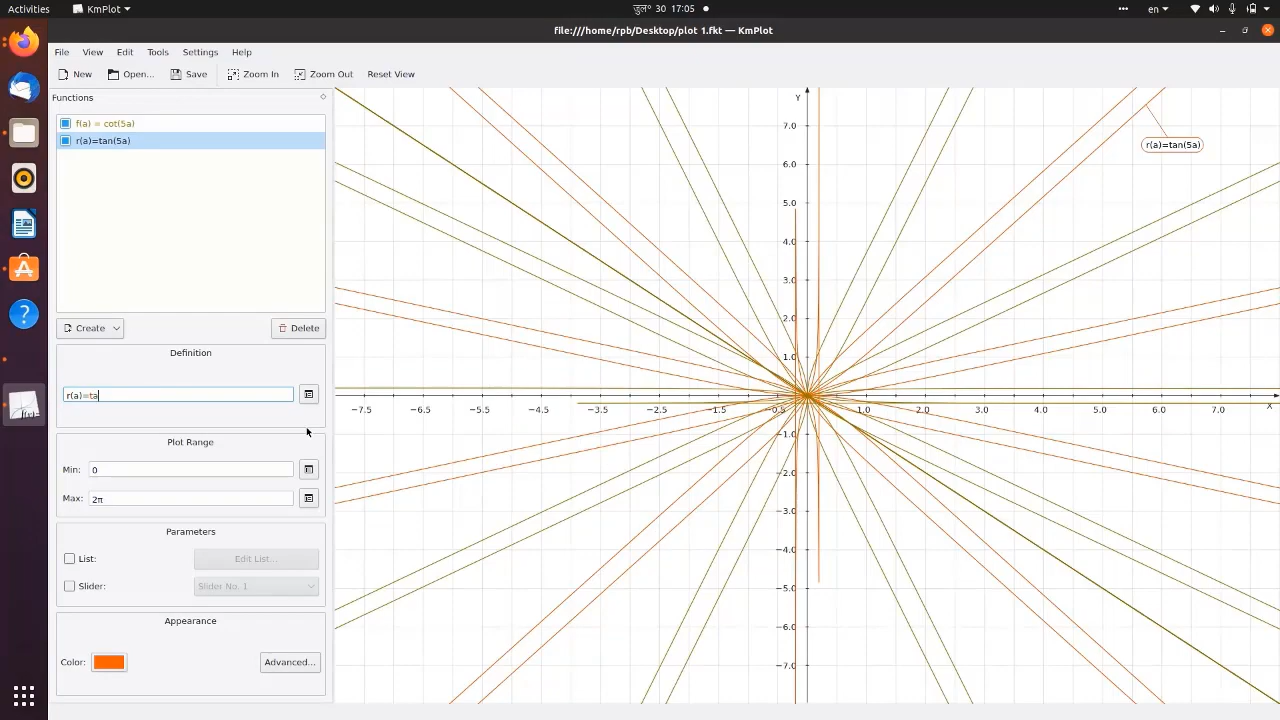 Activities
KmPlot
जुल॰ 30 17:05
en
file:///home/rpb/Desktop/plot 1.fkt — KmPlot
File View Edit Tools Settings Help
New Open... Save Zoom In Zoom Out Reset View
Functions
f(a) = cot(5a)
r(a)=tan(5a)
Create
Delete
Definition
r(a)=ta
Plot Range
Min: 0
Max: 2π
Parameters
List: Edit List...
Slider: Slider No. 1
Appearance
Color: Advanced...
Y
7.0
6.0
5.0
4.0
3.0
2.0
1.0
−7.5 −6.5 −5.5 −4.5 −3.5 −2.5 −1.5 −0.5 1.0 2.0 3.0 4.0 5.0 6.0 7.0 X
−1.0
−2.0
−3.0
−4.0
−5.0
−6.0
−7.0
r(a)=tan(5a)